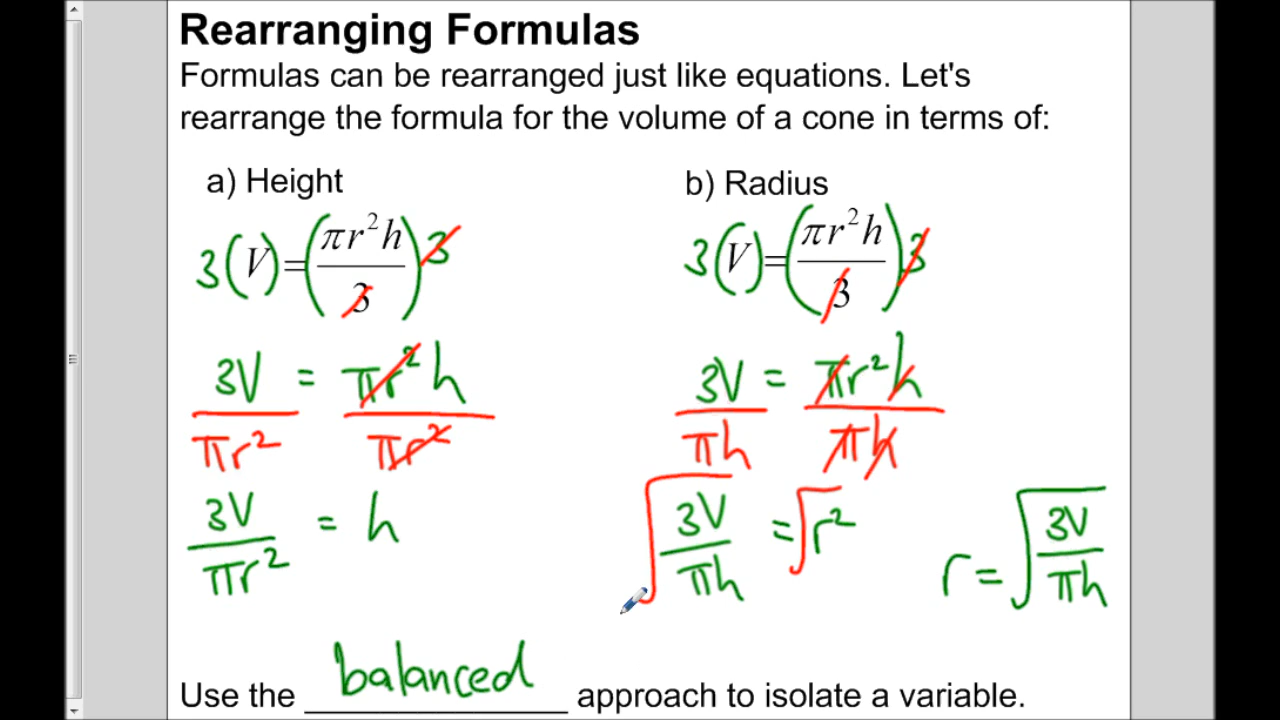 Rearranging Formulas
Formulas can be rearranged just like equations. Let's
rearrange the formula for the volume of a cone in terms of:
a) Height
3(V)=(πr²h/3)3
3V/πr² = πr²h/πr²
3V/πr² = h
b) Radius
3(V)=(πr²h/3)3
3V/πh = πr²h/πh
√(3V/πh) = √r²
r = √(3V/πh)
Use the balanced approach to isolate a variable.